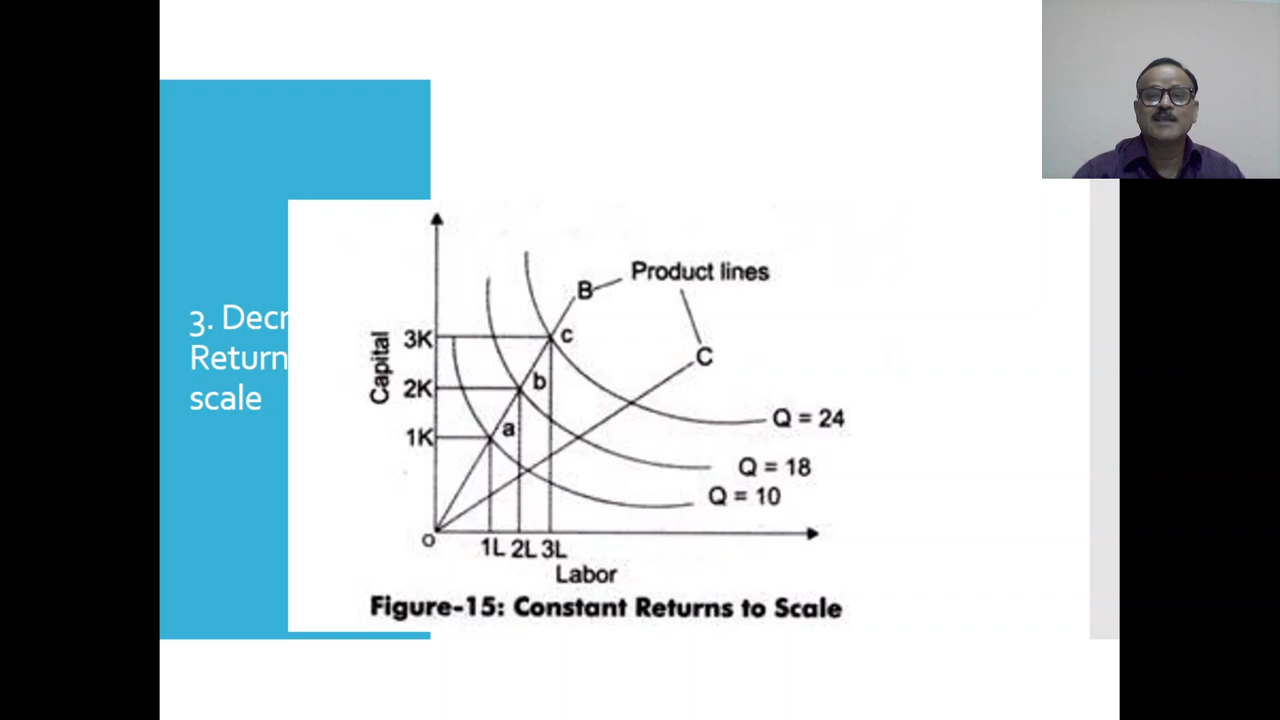 3. Decr
Return
scale
Product lines
B
C
Capital
3K
2K
1K
c
b
a
Q = 24
Q = 18
Q = 10
O
1L 2L 3L
Labor
Figure-15: Constant Returns to Scale